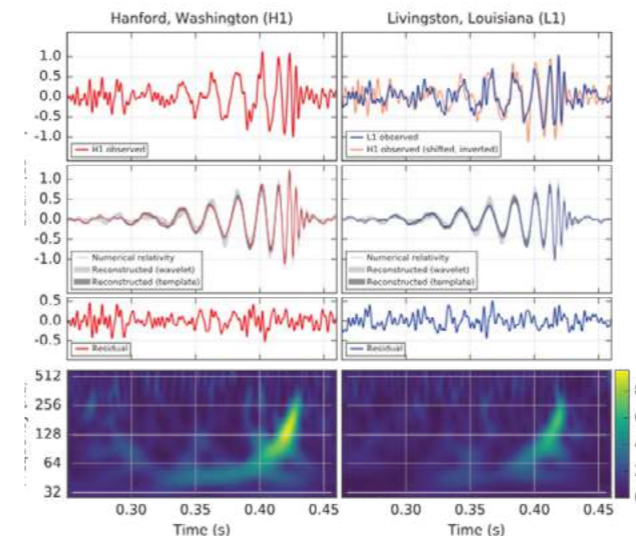 Hanford, Washington (H1) Livingston, Louisiana (L1)
1.0
0.5
0.0
-0.5
-1.0
H1 observed
L1 observed
H1 observed (shifted, inverted)
1.0
0.5
0.0
-0.5
-1.0
Numerical relativity
Reconstructed (wavelet)
Reconstructed (template)
Numerical relativity
Reconstructed (wavelet)
Reconstructed (template)
0.5
0.0
-0.5
Residual
Residual
512
256
128
64
32
0.30 0.35 0.40 0.45 0.30 0.35 0.40 0.45
Time (s) Time (s)